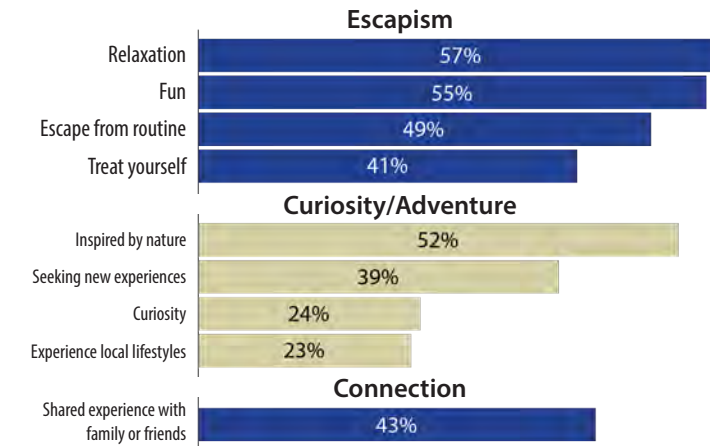 Escapism
Relaxation 57%
Fun 55%
Escape from routine 49%
Treat yourself 41%
Curiosity/Adventure
Inspired by nature 52%
Seeking new experiences 39%
Curiosity 24%
Experience local lifestyles 23%
Connection
Shared experience with
family or friends 43%